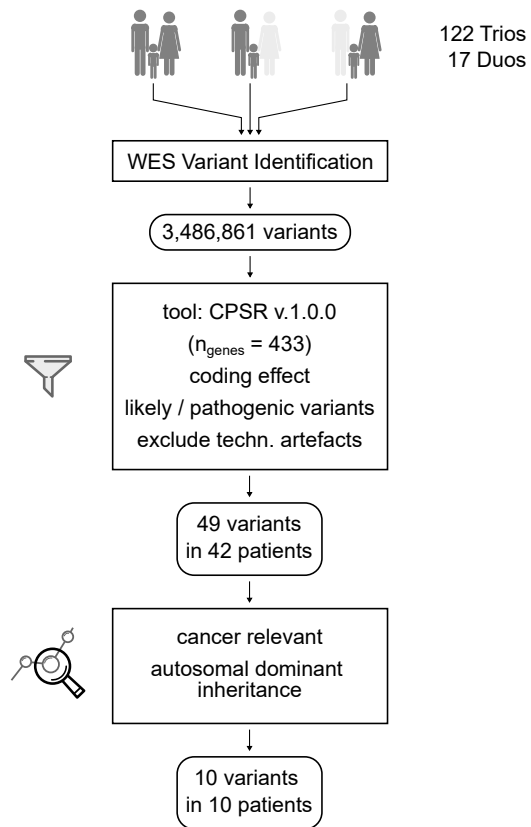 122 Trios
17 Duos
WES Variant Identification
3,486,861 variants
tool: CPSR v.1.0.0
(ngenes = 433)
coding effect
likely / pathogenic variants
exclude techn. artefacts
49 variants
in 42 patients
cancer relevant
autosomal dominant
inheritance
10 variants
in 10 patients